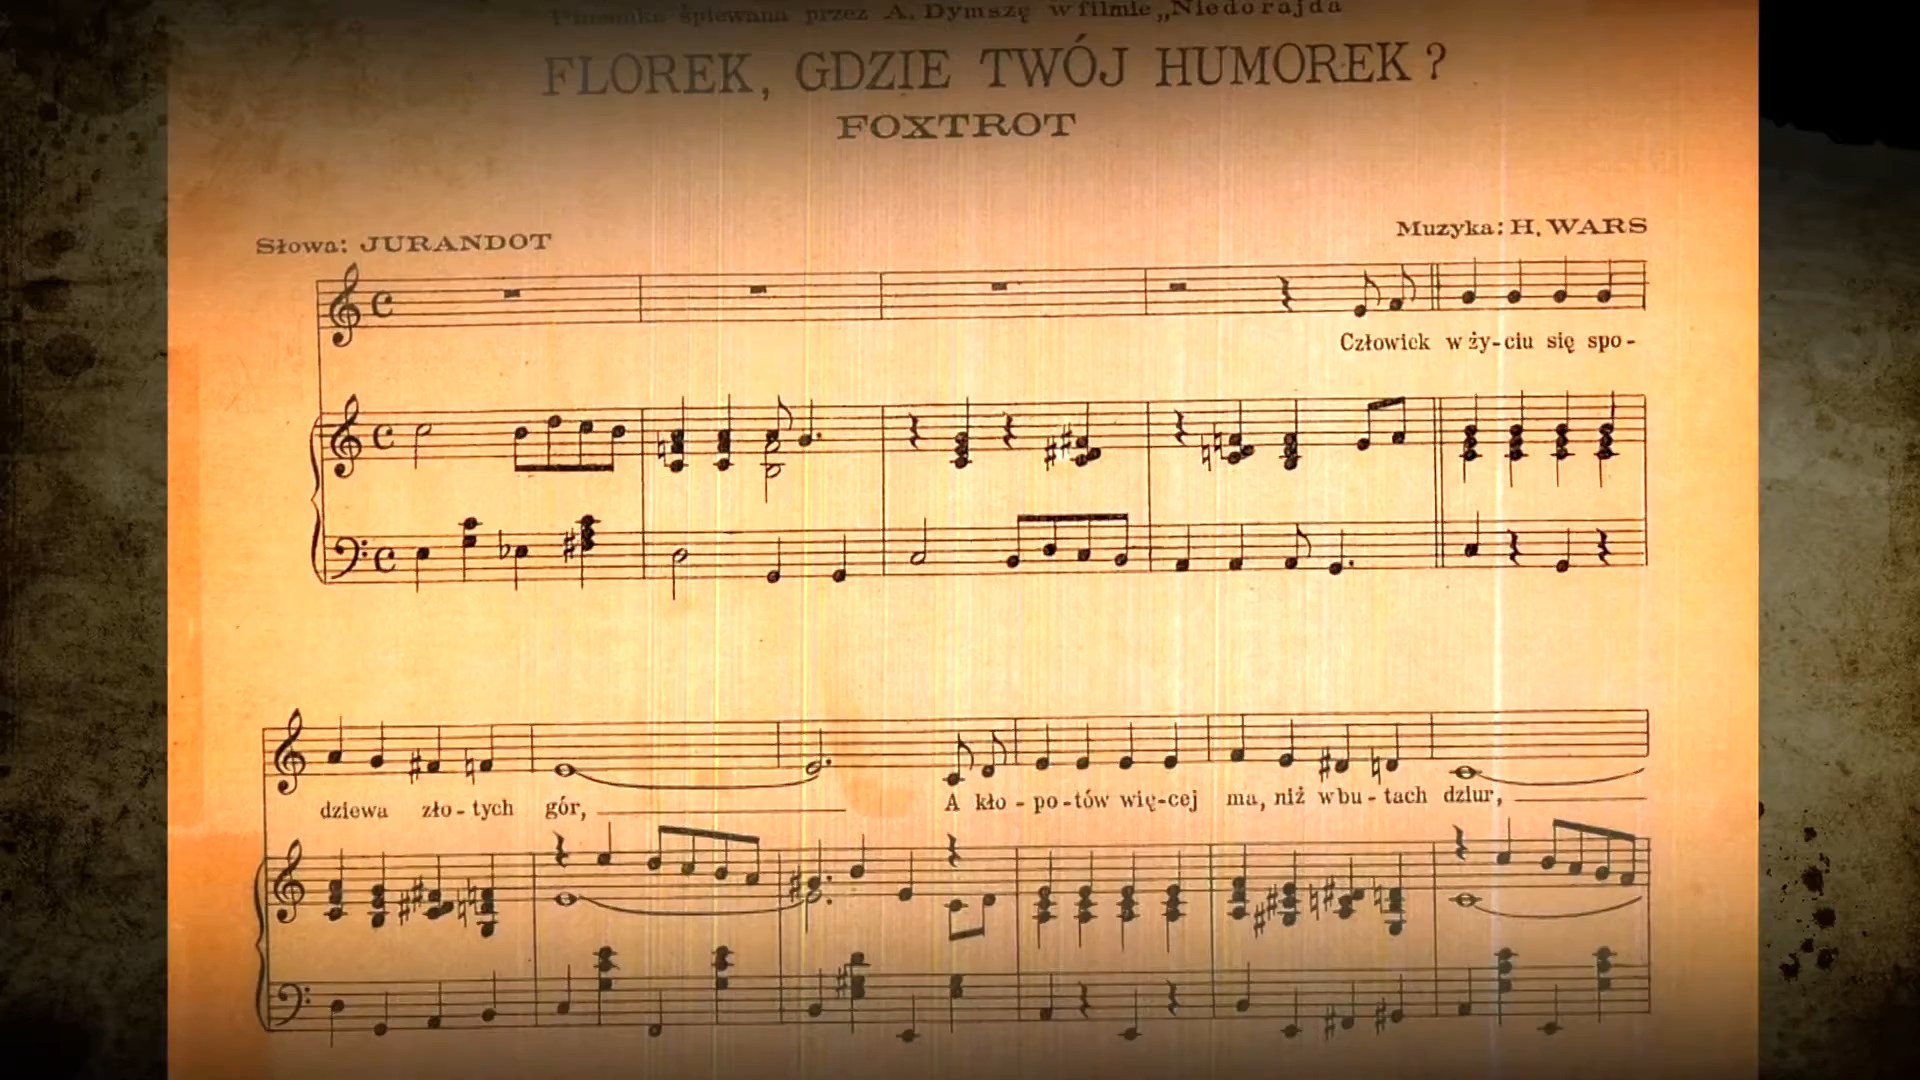 Piosenka śpiewana przez A. Dymszę w filmie „Niedorajda
FLOREK, GDZIE TWÓJ HUMOREK?
FOXTROT
Słowa: JURANDOT
Muzyka: H. WARS
Człowiek w ży-ciu się spo-
dziewa zło-tych gór,
A kło-po-tów wię-cej ma, niż w bu-tach dziur,